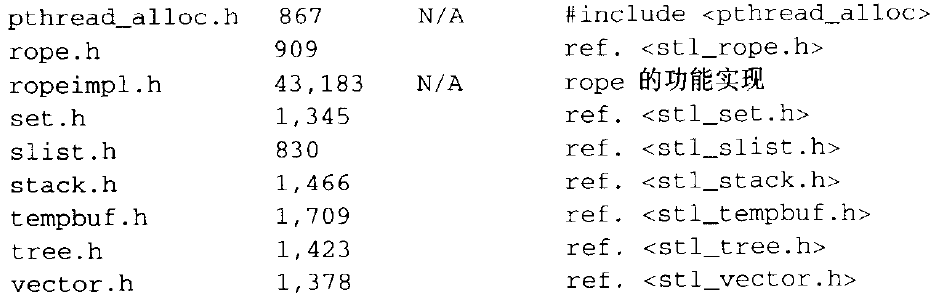 pthread_alloc.h 867 N/A #include <pthread_alloc>
rope.h 909 ref. <stl_rope.h>
ropeimpl.h 43,183 N/A rope 的功能实现
set.h 1,345 ref. <stl_set.h>
slist.h 830 ref. <stl_slist.h>
stack.h 1,466 ref. <stl_stack.h>
tempbuf.h 1,709 ref. <stl_tempbuf.h>
tree.h 1,423 ref. <stl_tree.h>
vector.h 1,378 ref. <stl_vector.h>